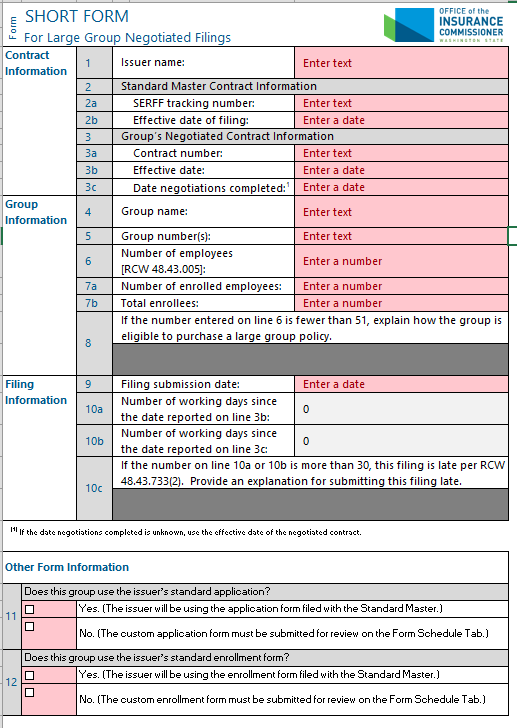 Form
SHORT FORM
For Large Group Negotiated Filings
OFFICE of the
INSURANCE
COMMISSIONER
WASHINGTON STATE
Contract
Information
1 Issuer name: Enter text
2 Standard Master Contract Information
2a SERFF tracking number: Enter text
2b Effective date of filing: Enter a date
3 Group's Negotiated Contract Information
3a Contract number: Enter text
3b Effective date: Enter a date
3c Date negotiations completed:¹ Enter a date
Group
Information
4 Group name: Enter text
5 Group number(s): Enter text
6 Number of employees
[RCW 48.43.005]: Enter a number
7a Number of enrolled employees: Enter a number
7b Total enrollees: Enter a number
8 If the number entered on line 6 is fewer than 51, explain how the group is
eligible to purchase a large group policy.
Filing
Information
9 Filing submission date: Enter a date
10a Number of working days since
the date reported on line 3b: 0
10b Number of working days since
the date reported on line 3c: 0
10c If the number on line 10a or 10b is more than 30, this filing is late per RCW
48.43.733(2). Provide an explanation for submitting this filing late.
[1] If the date negotiations completed is unknown, use the effective date of the negotiated contract.
Other Form Information
11 Does this group use the issuer's standard application?
Yes. (The issuer will be using the application form filed with the Standard Master.)
No. (The custom application form must be submitted for review on the Form Schedule Tab.)
12 Does this group use the issuer's standard enrollment form?
Yes. (The issuer will be using the enrollment form filed with the Standard Master.)
No. (The custom enrollment form must be submitted for review on the Form Schedule Tab.)